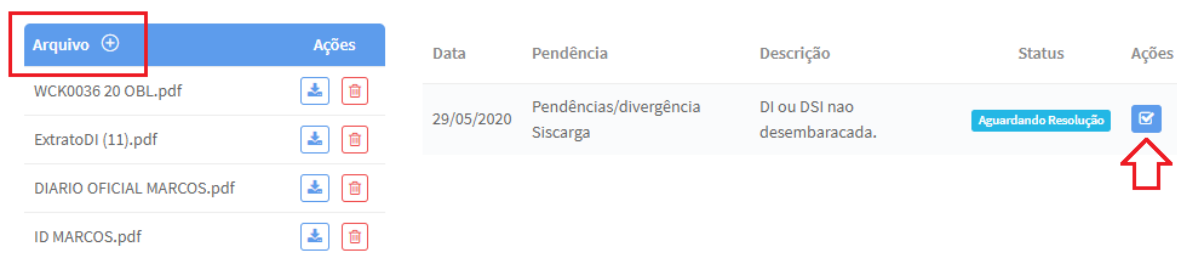 Arquivo Ações
WCK0036 20 OBL.pdf
ExtratoDI (11).pdf
DIARIO OFICIAL MARCOS.pdf
ID MARCOS.pdf
Data Pendência Descrição Status Ações
29/05/2020 Pendências/divergência DI ou DSI nao Aguardando Resolução
Siscarga desembaracada.